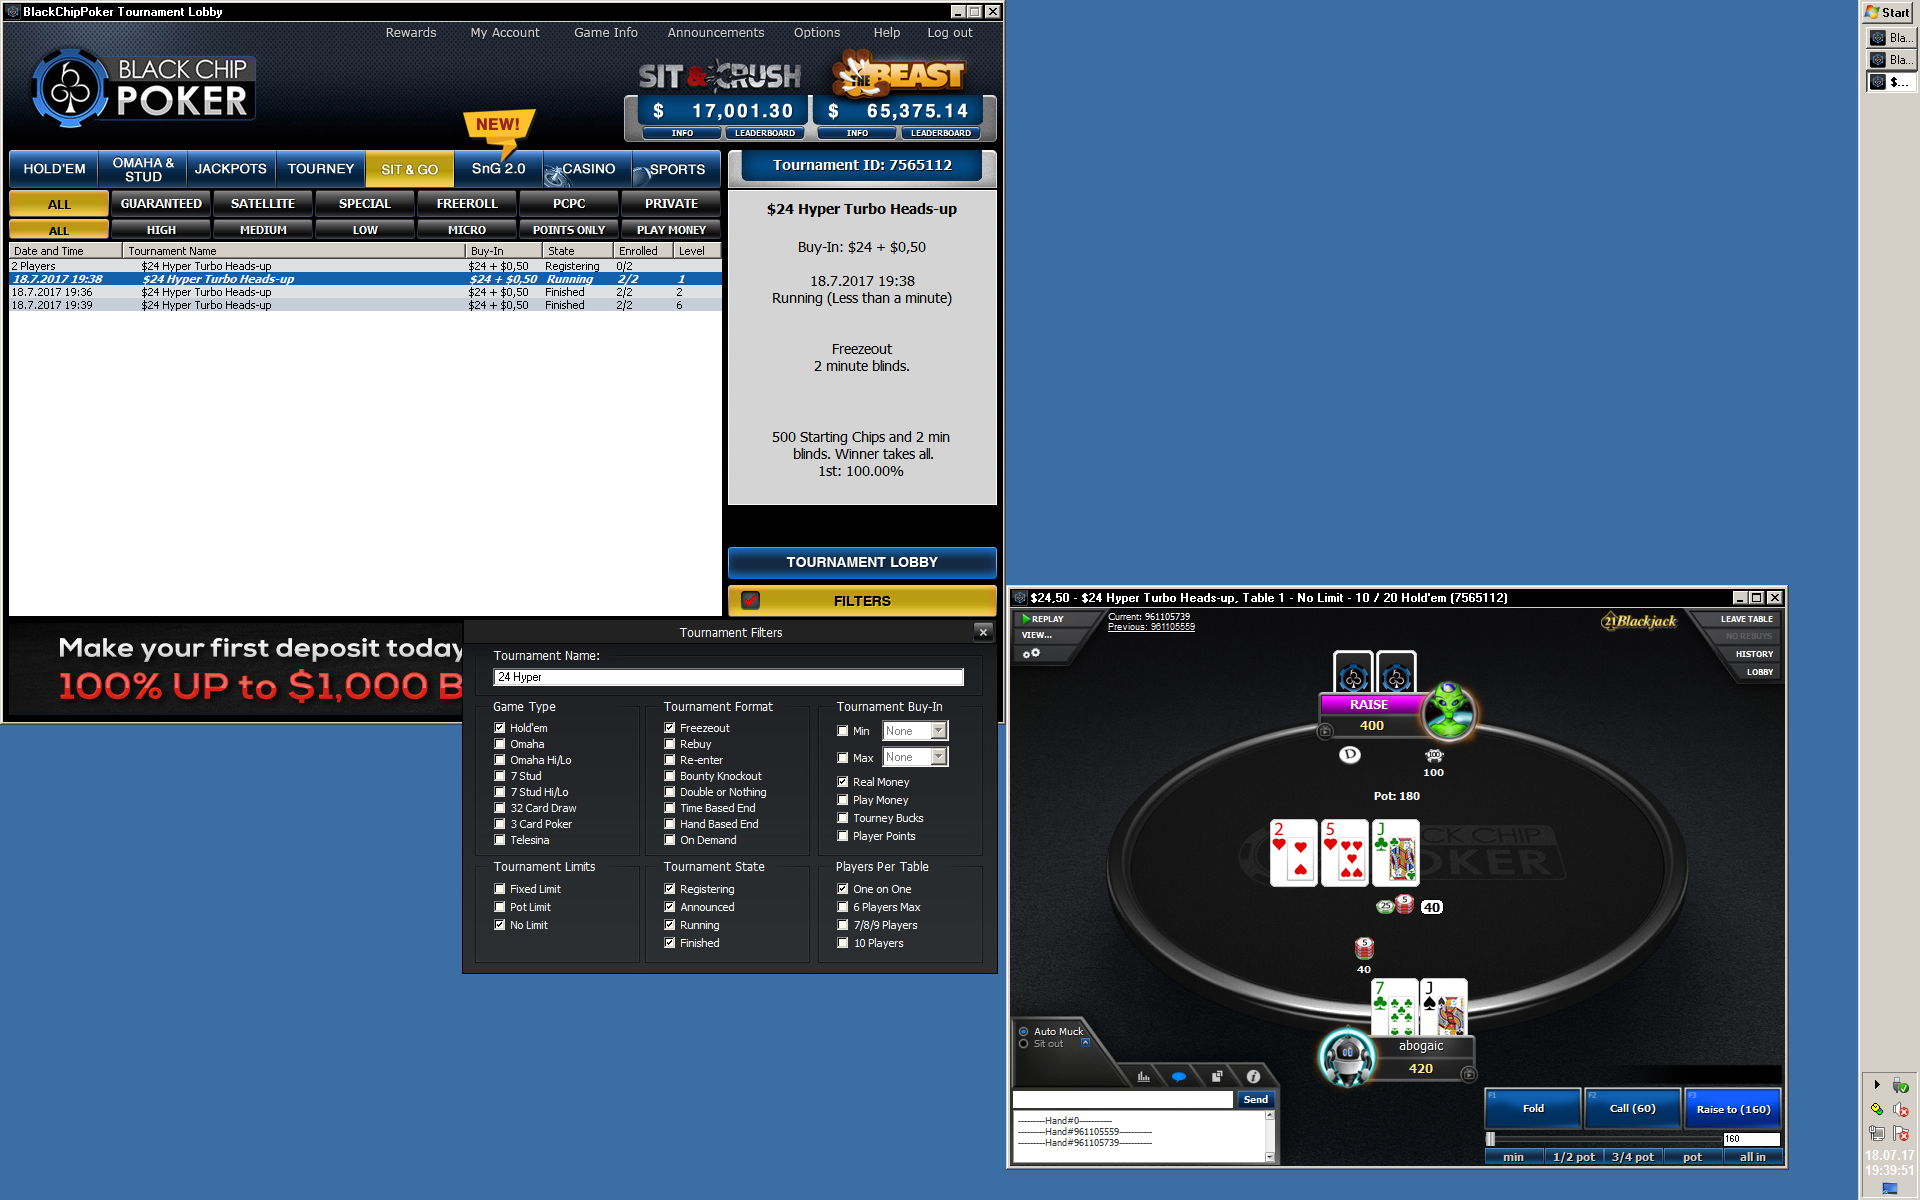 BlackChipPoker Tournament Lobby
Rewards My Account Game Info Announcements Options Help Log out
BLACK CHIP
POKER
SIT & CRUSH THE BEAST
$ 17,001.30 $ 65,375.14
INFO LEADERBOARD INFO LEADERBOARD
NEW!
HOLD'EM OMAHA & STUD JACKPOTS TOURNEY SIT & GO SnG 2.0 CASINO SPORTS
ALL GUARANTEED SATELLITE SPECIAL FREEROLL PCPC PRIVATE
ALL HIGH MEDIUM LOW MICRO POINTS ONLY PLAY MONEY
Date and Time Tournament Name Buy-In State Enrolled Level
2 Players $24 Hyper Turbo Heads-up $24 + $0,50 Registering 0/2
18.7.2017 19:38 $24 Hyper Turbo Heads-up $24 + $0,50 Running 2/2 1
18.7.2017 19:36 $24 Hyper Turbo Heads-up $24 + $0,50 Finished 2/2 2
18.7.2017 19:39 $24 Hyper Turbo Heads-up $24 + $0,50 Finished 2/2 6
Tournament ID: 7565112
$24 Hyper Turbo Heads-up
Buy-In: $24 + $0,50
18.7.2017 19:38
Running (Less than a minute)
Freezeout
2 minute blinds.
500 Starting Chips and 2 min
blinds. Winner takes all.
1st: 100.00%
TOURNAMENT LOBBY
FILTERS
Make your first deposit today
100% UP to $1,000 B
Tournament Filters
Tournament Name:
24 Hyper
Game Type
Hold'em
Omaha
Omaha Hi/Lo
7 Stud
7 Stud Hi/Lo
32 Card Draw
3 Card Poker
Telesina
Tournament Format
Freezeout
Rebuy
Re-enter
Bounty Knockout
Double or Nothing
Time Based End
Hand Based End
On Demand
Tournament Buy-In
Min None
Max None
Real Money
Play Money
Tourney Bucks
Player Points
Tournament Limits
Fixed Limit
Pot Limit
No Limit
Tournament State
Registering
Announced
Running
Finished
Players Per Table
One on One
6 Players Max
7/8/9 Players
10 Players
$24,50 - $24 Hyper Turbo Heads-up, Table 1 - No Limit - 10 / 20 Hold'em (7565112)
REPLAY
VIEW...
Current: 961105739
Previous: 961105559
21 Blackjack
LEAVE TABLE
NO REBUYS
HISTORY
LOBBY
RAISE
400
D
100
100
Pot: 180
2 5 J
CK CHIP
OKER
25 5 40
5
40
7 J
abogaic
420
Auto Muck
Sit out
Send
---------Hand#0-----------
---------Hand#961105559-----------
---------Hand#961105739-----------
F1 Fold F2 Call (60) F3 Raise to (160)
160
min 1/2 pot 3/4 pot pot all in
Start
Bla...
Bla...
$...
18.07.17
19:39:51